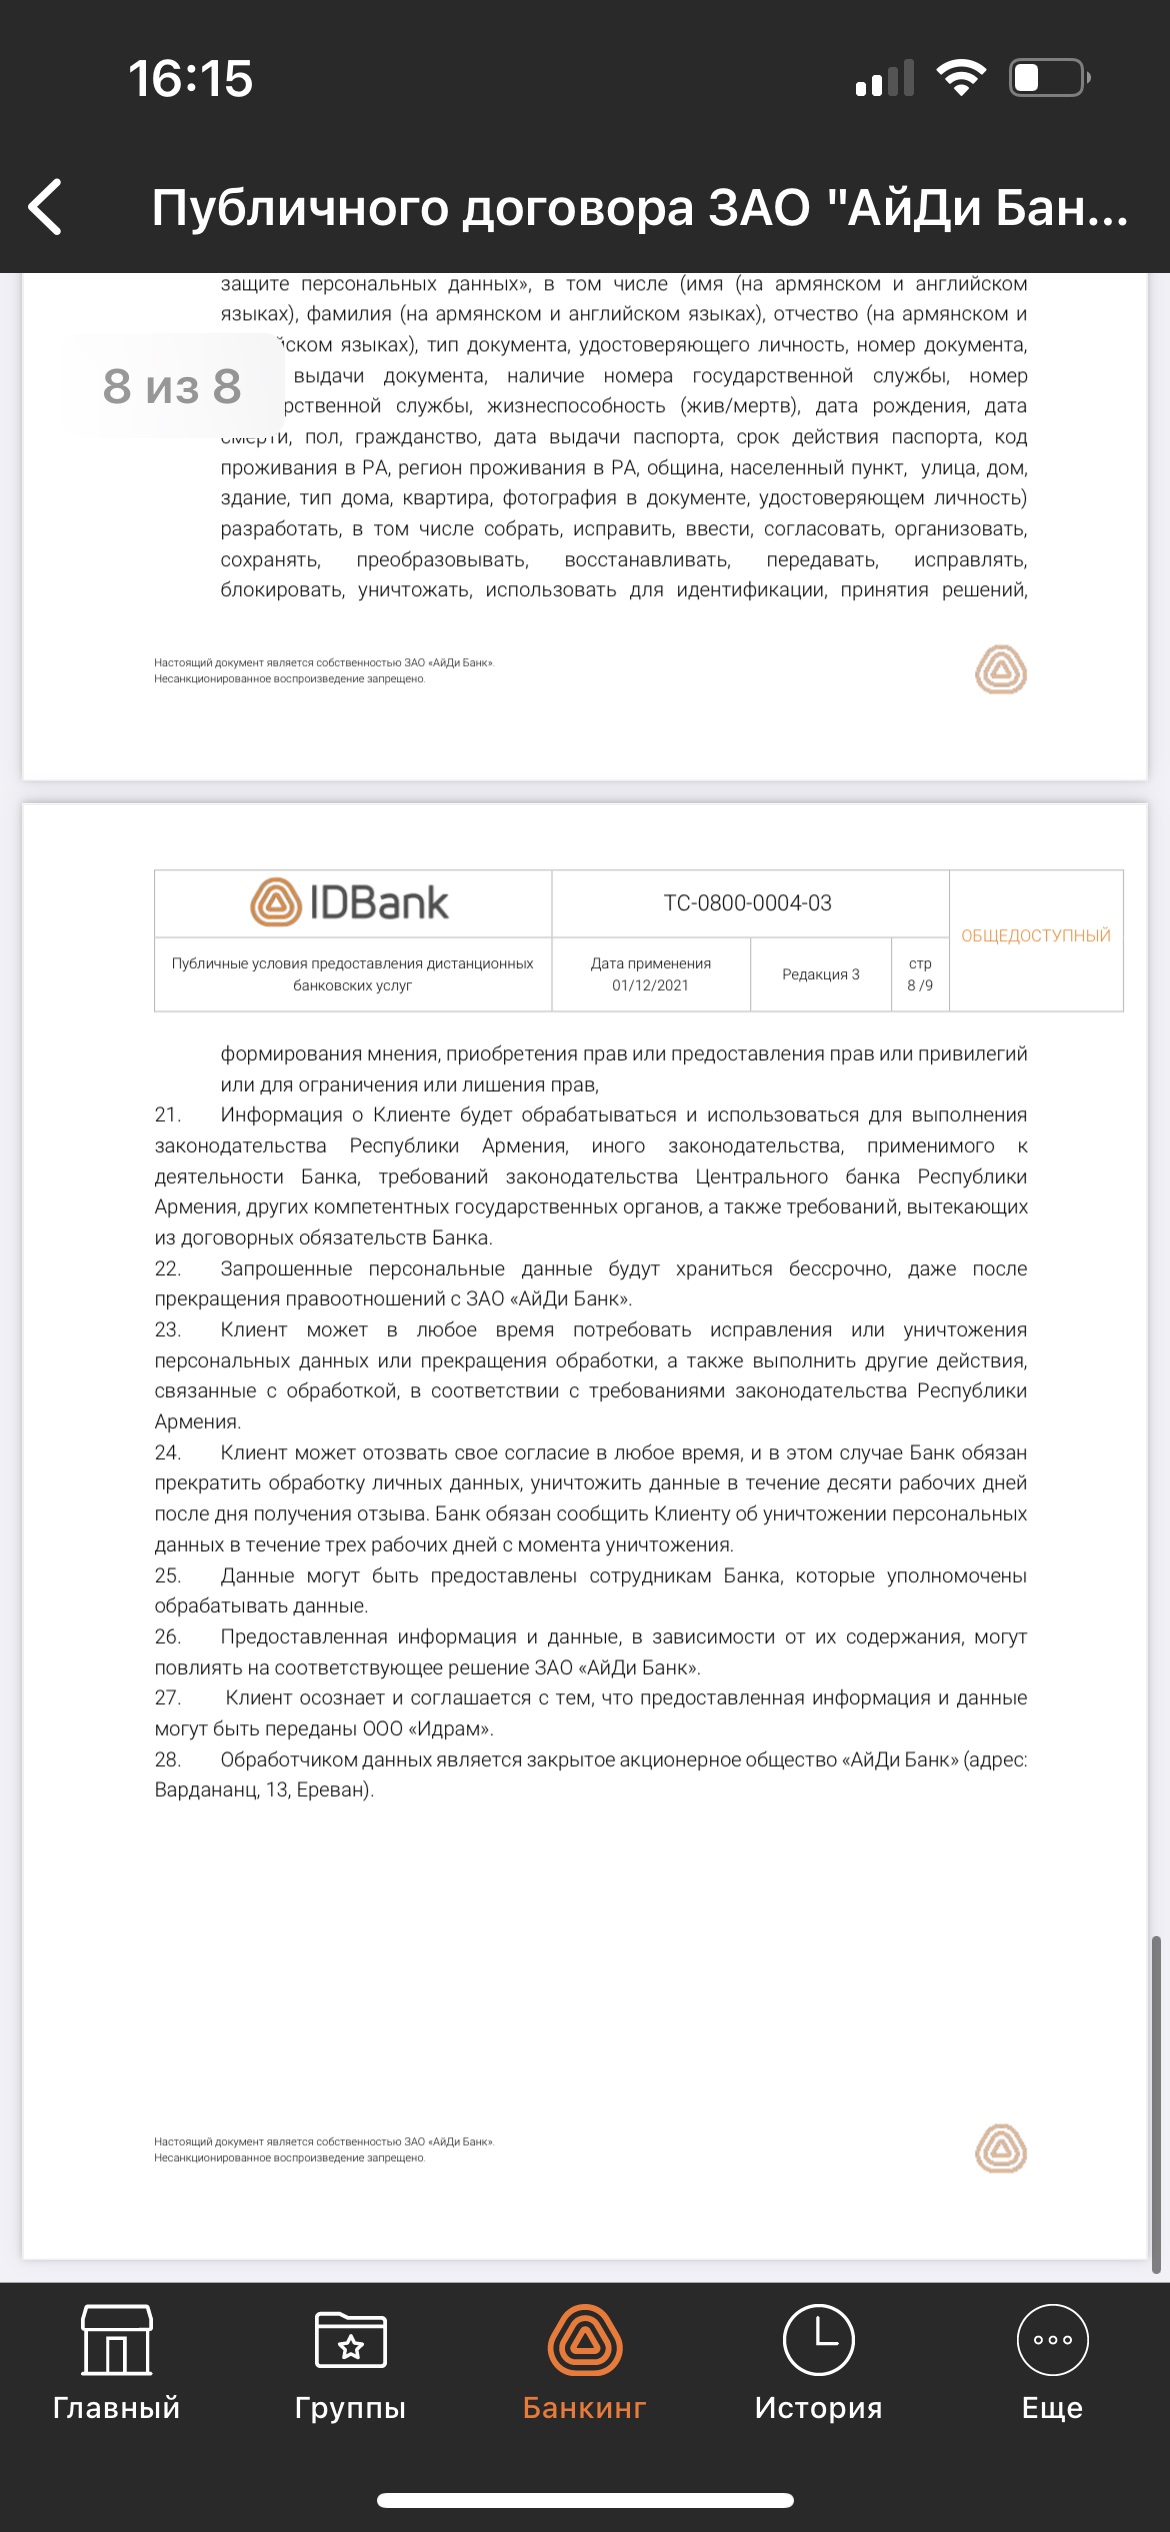 16:15
Публичного договора ЗАО "АйДи Бан...
защите персональных данных», в том числе (имя (на армянском и английском
языках), фамилия (на армянском и английском языках), отчество (на армянском и
йском языках), тип документа, удостоверяющего личность, номер документа,
8 из 8
выдачи документа, наличие номера государственной службы, номер
рственной службы, жизнеспособность (жив/мертв), дата рождения, дата
смерти, пол, гражданство, дата выдачи паспорта, срок действия паспорта, код
проживания в РА, регион проживания в РА, община, населенный пункт, улица, дом,
здание, тип дома, квартира, фотография в документе, удостоверяющем личность)
разработать, в том числе собрать, исправить, ввести, согласовать, организовать,
сохранять, преобразовывать, восстанавливать, передавать, исправлять,
блокировать, уничтожать, использовать для идентификации, принятия решений,
Настоящий документ является собственностью ЗАО «АйДи Банк».
Несанкционированное воспроизведение запрещено.
IDBank
ТС-0800-0004-03
ОБЩЕДОСТУПНЫЙ
Публичные условия предоставления дистанционных
банковских услуг
Дата применения
01/12/2021
Редакция 3
стр
8 /9
формирования мнения, приобретения прав или предоставления прав или привилегий
или для ограничения или лишения прав,
21. Информация о Клиенте будет обрабатываться и использоваться для выполнения
законодательства Республики Армения, иного законодательства, применимого к
деятельности Банка, требований законодательства Центрального банка Республики
Армения, других компетентных государственных органов, а также требований, вытекающих
из договорных обязательств Банка.
22. Запрошенные персональные данные будут храниться бессрочно, даже после
прекращения правоотношений с ЗАО «АйДи Банк».
23. Клиент может в любое время потребовать исправления или уничтожения
персональных данных или прекращения обработки, а также выполнить другие действия,
связанные с обработкой, в соответствии с требованиями законодательства Республики
Армения.
24. Клиент может отозвать свое согласие в любое время, и в этом случае Банк обязан
прекратить обработку личных данных, уничтожить данные в течение десяти рабочих дней
после дня получения отзыва. Банк обязан сообщить Клиенту об уничтожении персональных
данных в течение трех рабочих дней с момента уничтожения.
25. Данные могут быть предоставлены сотрудникам Банка, которые уполномочены
обрабатывать данные.
26. Предоставленная информация и данные, в зависимости от их содержания, могут
повлиять на соответствующее решение ЗАО «АйДи Банк».
27. Клиент осознает и соглашается с тем, что предоставленная информация и данные
могут быть переданы ООО «Идрам».
28. Обработчиком данных является закрытое акционерное общество «АйДи Банк» (адрес:
Вардананц, 13, Ереван).
Настоящий документ является собственностью ЗАО «АйДи Банк».
Несанкционированное воспроизведение запрещено.
Главный
Группы
Банкинг
История
Еще